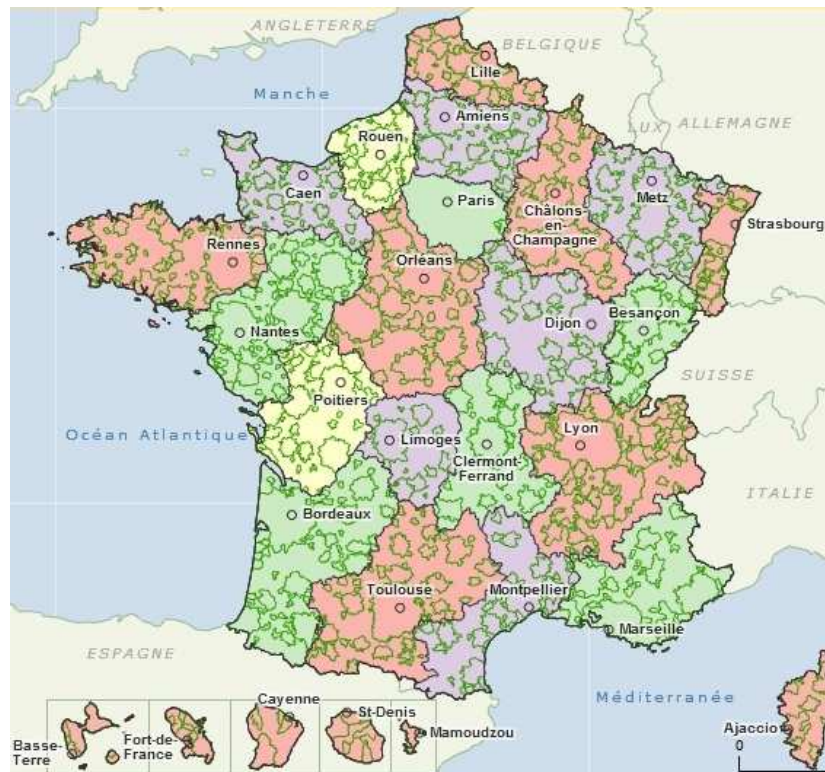 ANGLETERRE
BELGIQUE
Lille
Manche
Amiens
LUX
ALLEMAGNE
Rouen
Caen
Paris
Metz
Châlons-
en-
Champagne
Strasbourg
Rennes
Orléans
Nantes
Dijon
Besançon
SUISSE
Poitiers
Océan Atlantique
Limoges
Lyon
Clermont-
Ferrand
ITALIE
Bordeaux
Toulouse
Montpellier
Marseille
ESPAGNE
Méditerranée
Cayenne
St-Denis
Mamoudzou
Ajaccio
Basse-
Terre
Fort-de-
France
0